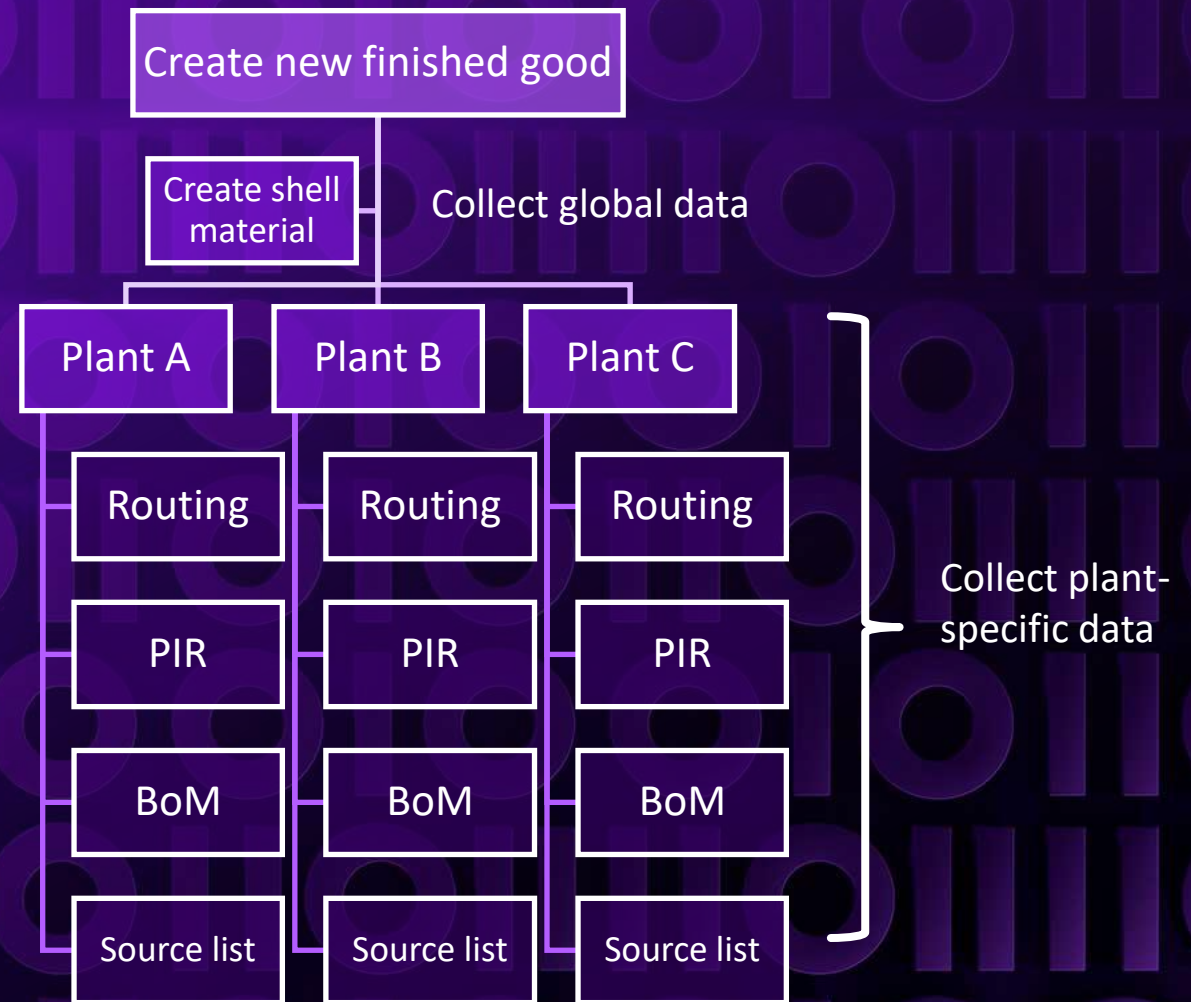 Create new finished good
Create shell
material
Collect global data
Plant A
Plant B
Plant C
Routing
Routing
Routing
PIR
PIR
PIR
BoM
BoM
BoM
Source list
Source list
Source list
Collect plant-
specific data